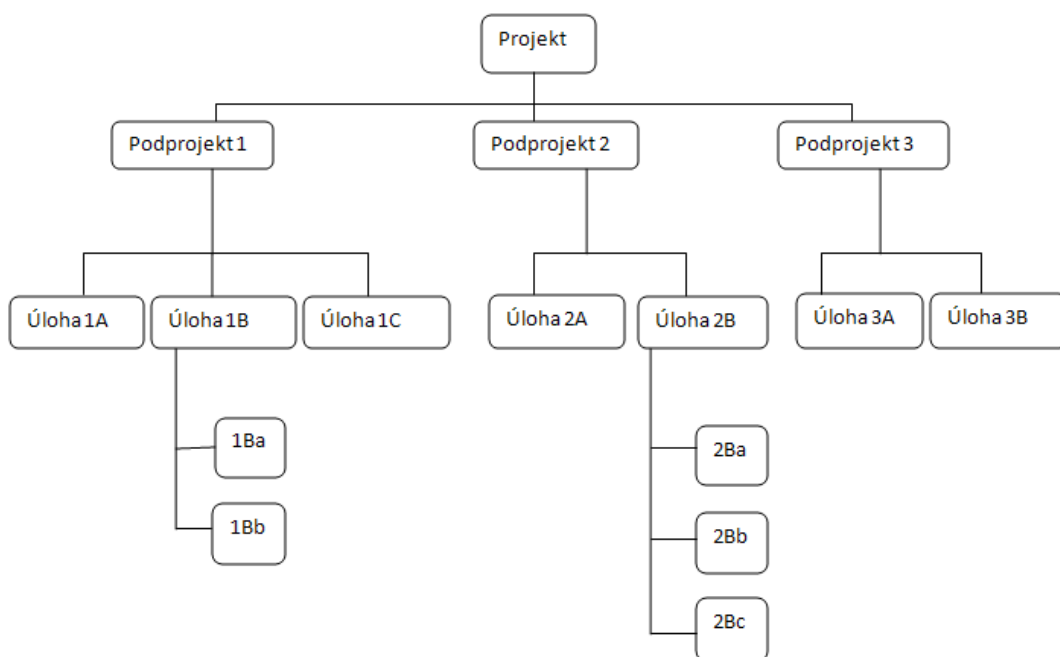 Projekt
Podprojekt 1
Podprojekt 2
Podprojekt 3
Úloha 1A
Úloha 1B
Úloha 1C
Úloha 2A
Úloha 2B
Úloha 3A
Úloha 3B
1Ba
1Bb
2Ba
2Bb
2Bc